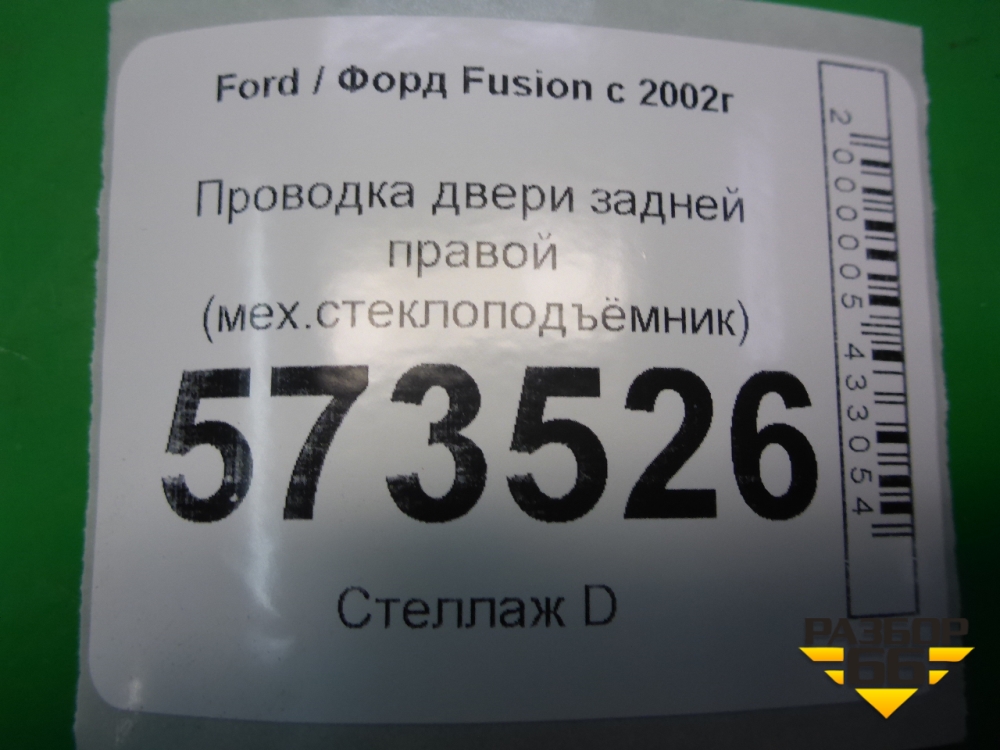 Ford / Форд Fusion с 2002г
Проводка двери задней
правой
(мех.стеклоподъёмник)
573526
Стеллаж D
2000005433054
РАЗБОР
66